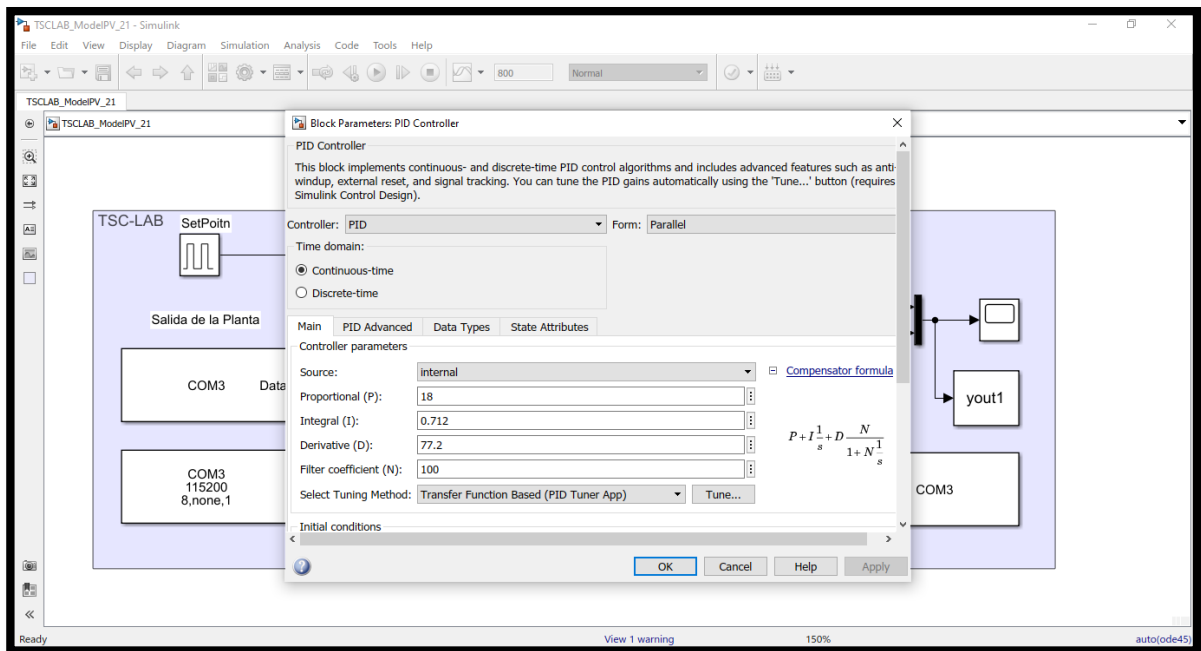 TSCLAB_ModelPV_21 - Simulink
File Edit View Display Diagram Simulation Analysis Code Tools Help
800 Normal
TSCLAB_ModelPV_21
TSCLAB_ModelPV_21
Block Parameters: PID Controller
PID Controller
This block implements continuous- and discrete-time PID control algorithms and includes advanced features such as anti-
windup, external reset, and signal tracking. You can tune the PID gains automatically using the 'Tune...' button (requires
Simulink Control Design).
Controller: PID Form: Parallel
Time domain:
Continuous-time
Discrete-time
Main PID Advanced Data Types State Attributes
Controller parameters
Source: internal Compensator formula
Proportional (P): 18
Integral (I): 0.712
Derivative (D): 77.2
Filter coefficient (N): 100
P+I 1/s +D N/(1+N 1/s)
Select Tuning Method: Transfer Function Based (PID Tuner App) Tune...
Initial conditions
OK Cancel Help Apply
TSC-LAB
SetPoitn
Salida de la Planta
COM3 Data
COM3
115200
8,none,1
yout1
COM3
Ready View 1 warning 150% auto(ode45)